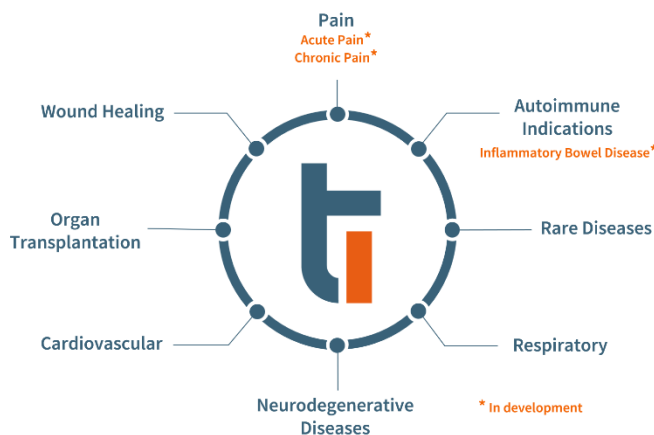 Pain
Acute Pain*
Chronic Pain*
Wound Healing
Autoimmune
Indications
Inflammatory Bowel Disease*
Organ
Transplantation
Rare Diseases
Cardiovascular
Respiratory
Neurodegenerative
Diseases
* In development
ti